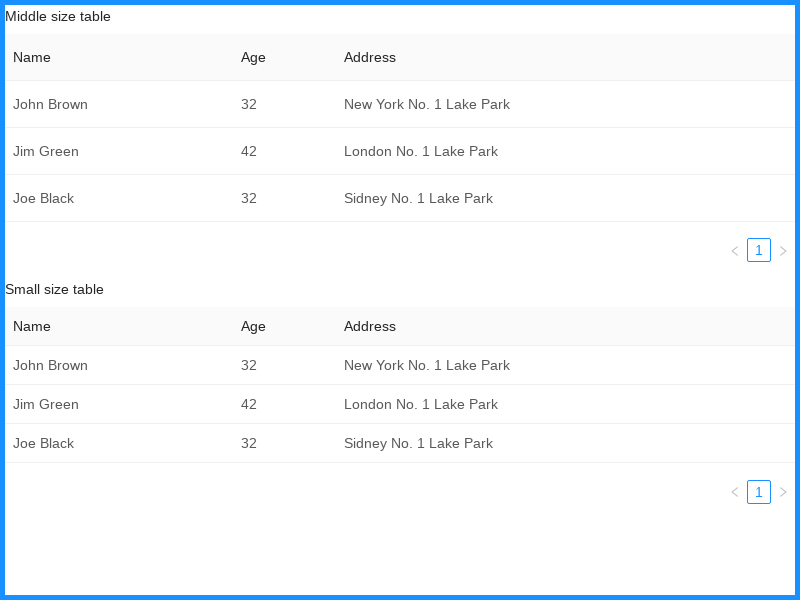 Middle size table
Name Age Address
John Brown 32 New York No. 1 Lake Park
Jim Green 42 London No. 1 Lake Park
Joe Black 32 Sidney No. 1 Lake Park
1
Small size table
Name Age Address
John Brown 32 New York No. 1 Lake Park
Jim Green 42 London No. 1 Lake Park
Joe Black 32 Sidney No. 1 Lake Park
1